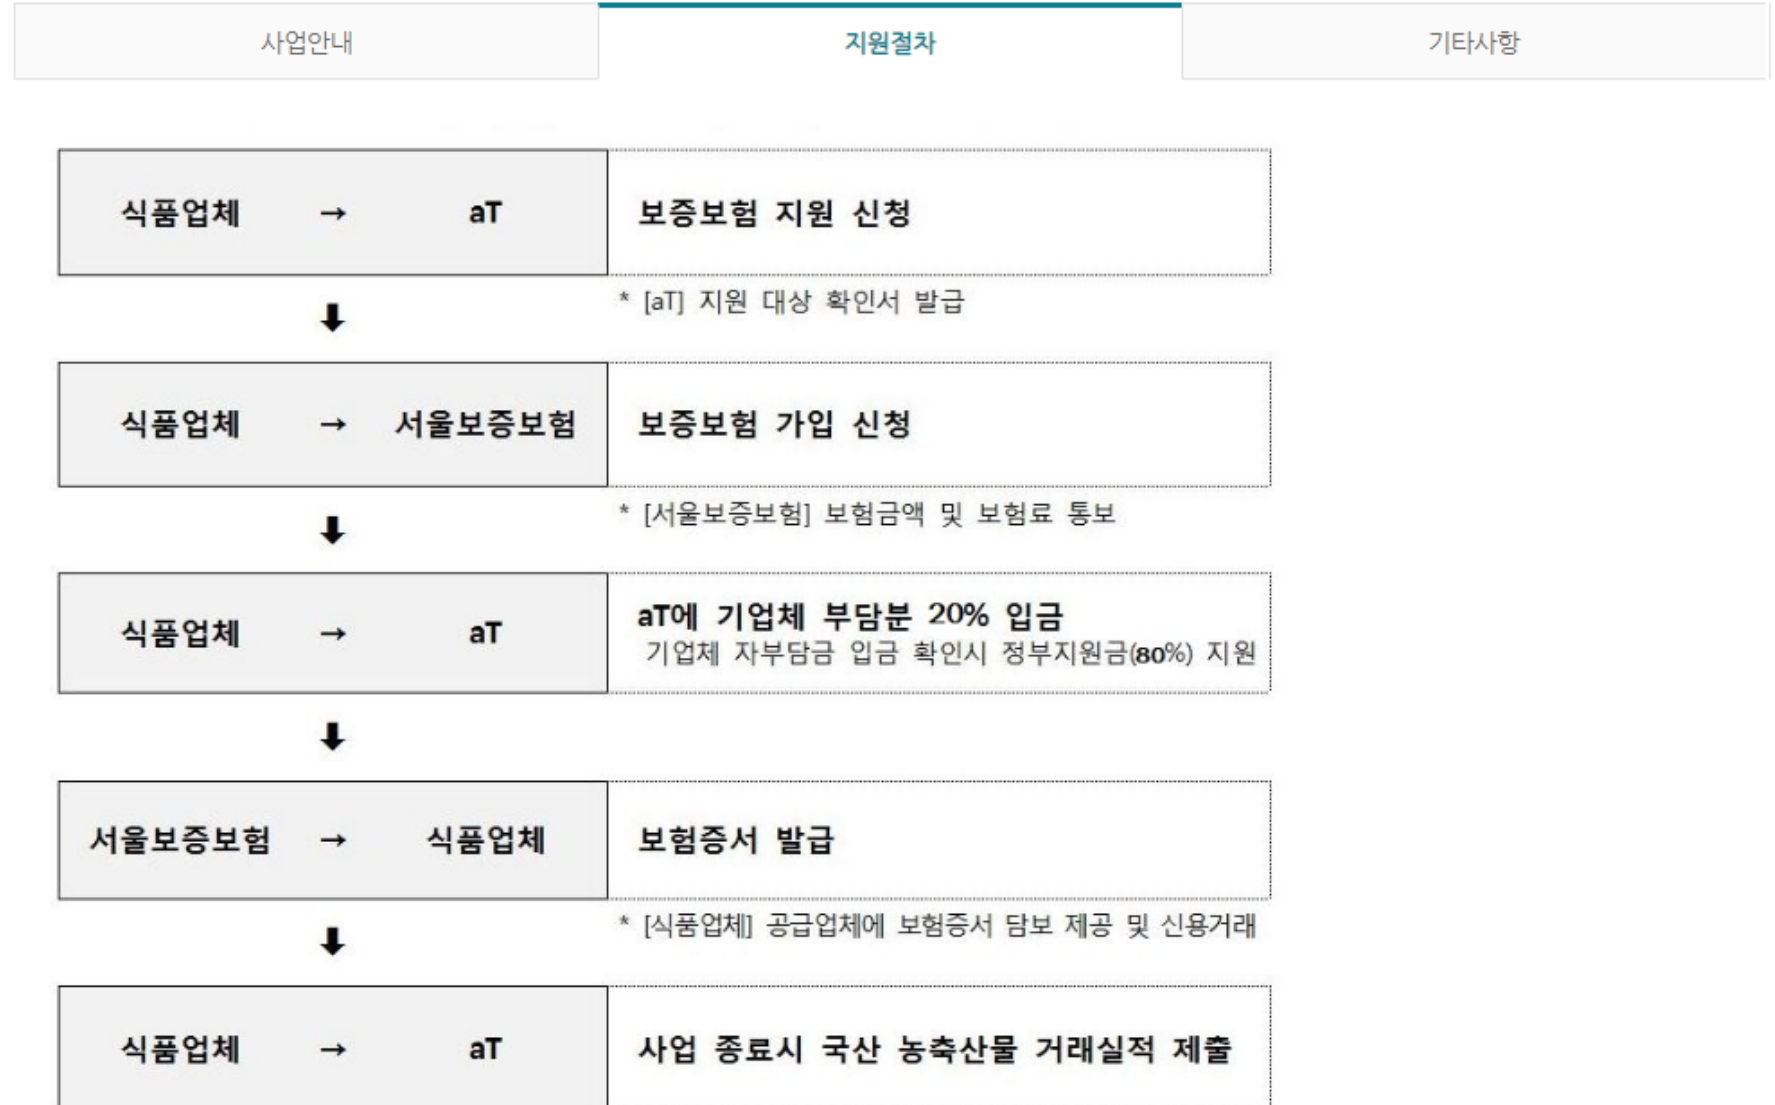 사업안내
지원절차
기타사항
식품업체 → aT 보증보험 지원 신청
* [aT] 지원 대상 확인서 발급
식품업체 → 서울보증보험 보증보험 가입 신청
* [서울보증보험] 보험금액 및 보험료 통보
식품업체 → aT aT에 기업체 부담분 20% 입금
기업체 자부담금 입금 확인시 정부지원금(80%) 지원
서울보증보험 → 식품업체 보험증서 발급
* [식품업체] 공급업체에 보험증서 담보 제공 및 신용거래
식품업체 → aT 사업 종료시 국산 농축산물 거래실적 제출